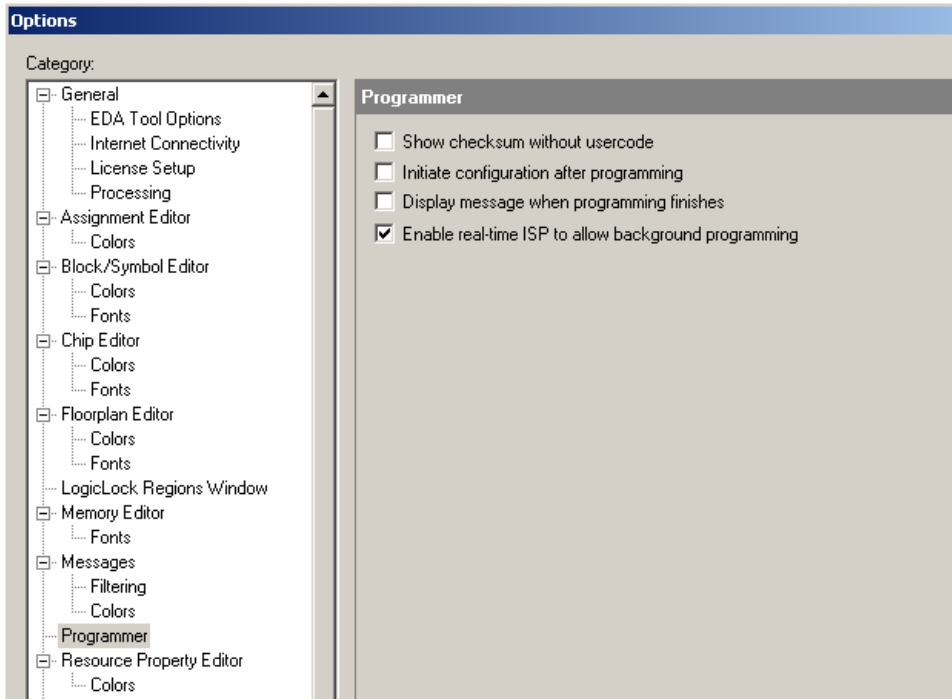 Options
Category:
General
EDA Tool Options
Internet Connectivity
License Setup
Processing
Assignment Editor
Colors
Block/Symbol Editor
Colors
Fonts
Chip Editor
Colors
Fonts
Floorplan Editor
Colors
Fonts
LogicLock Regions Window
Memory Editor
Fonts
Messages
Filtering
Colors
Programmer
Resource Property Editor
Colors
Programmer
Show checksum without usercode
Initiate configuration after programming
Display message when programming finishes
Enable real-time ISP to allow background programming